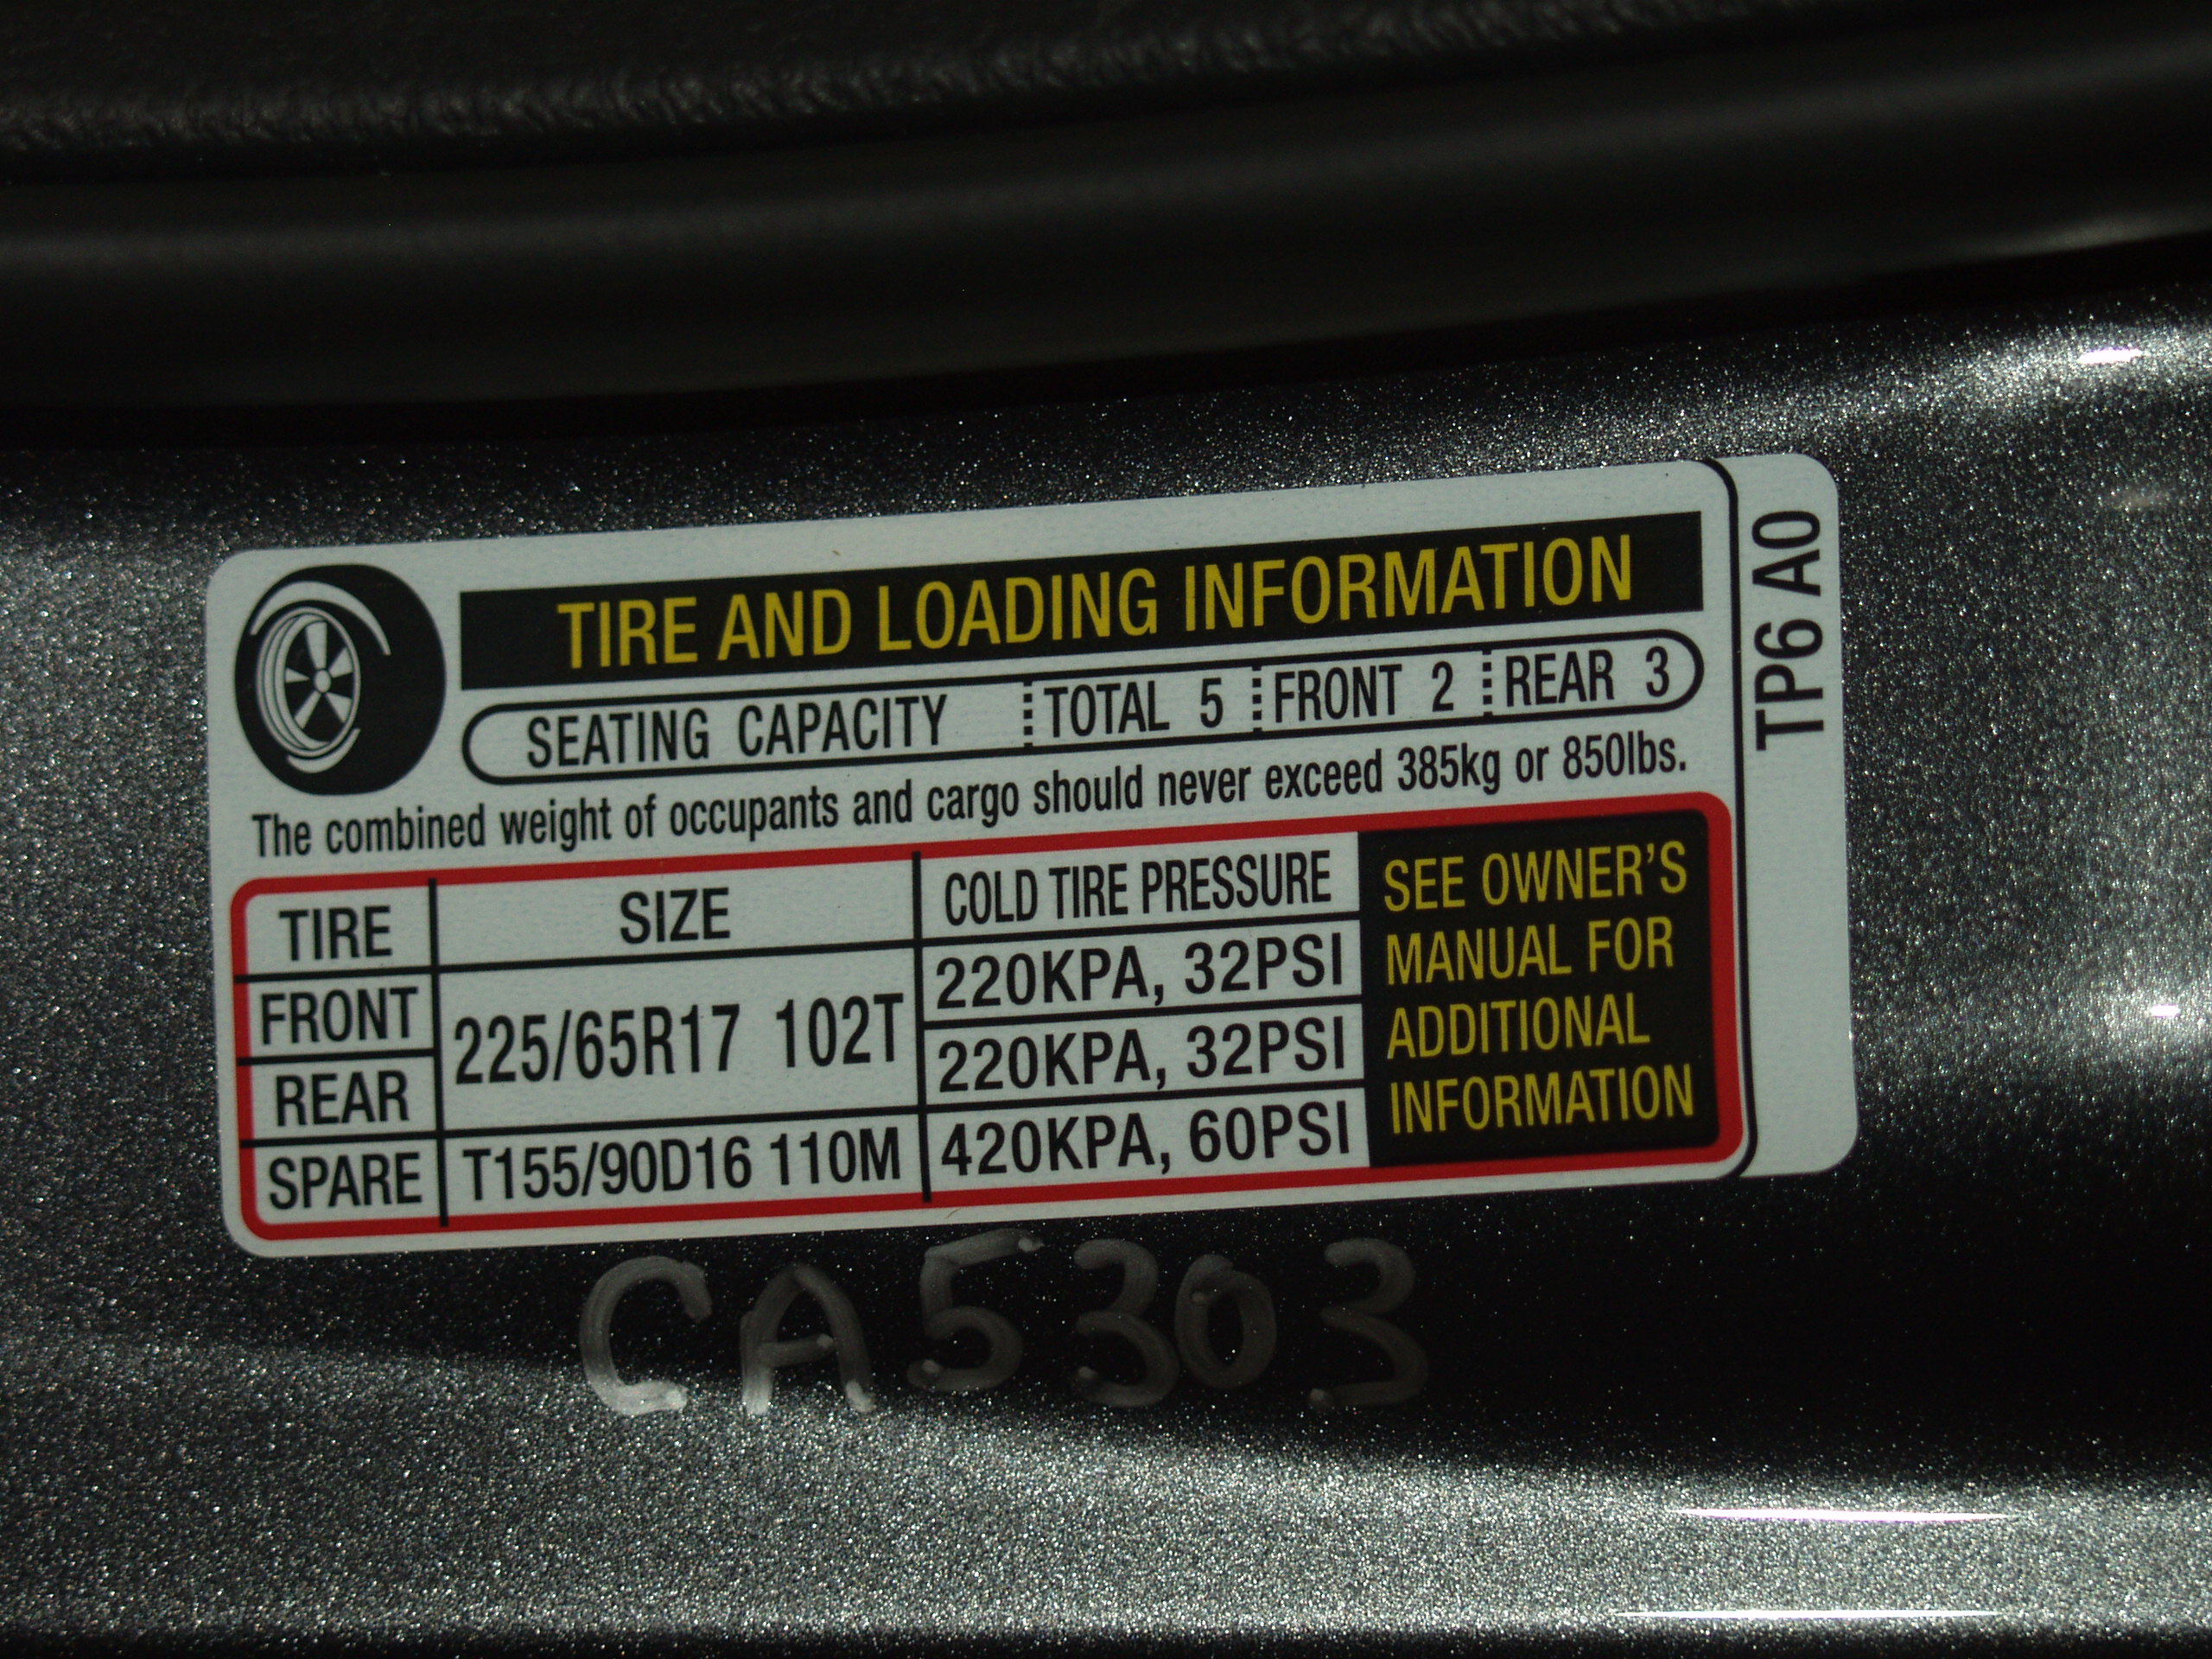 TIRE AND LOADING INFORMATION
SEATING CAPACITY TOTAL 5 FRONT 2 REAR 3
The combined weight of occupants and cargo should never exceed 385kg or 850lbs.
TIRE SIZE COLD TIRE PRESSURE
FRONT 225/65R17 102T 220KPA, 32PSI
REAR 220KPA, 32PSI
SPARE T155/90D16 110M 420KPA, 60PSI
SEE OWNER'S
MANUAL FOR
ADDITIONAL
INFORMATION
TP6 A0
CA5303